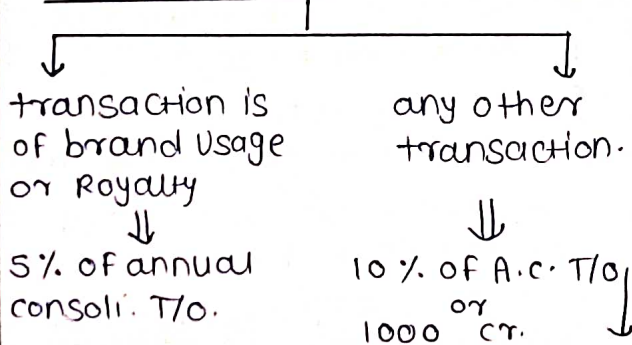 transaction is
of brand Usage
or Royalty
⇓
5% of annual
consoli. T/O.
any other
transaction.
⇓
10% of A.C. T/O
or
1000 cr. ↓